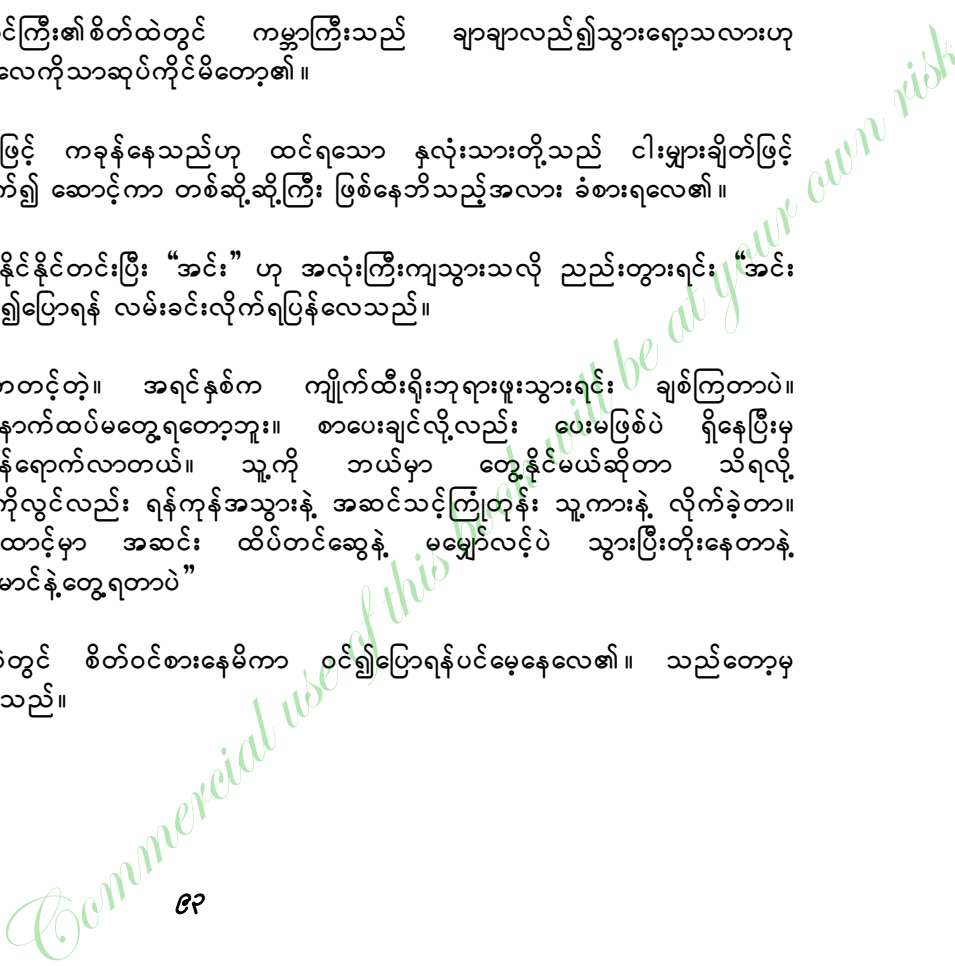 င်ကြီး၏စိတ်ထဲတွင် ကမ္ဘာကြီးသည် ချာချာလည်၍သွားရော့သလားဟု
လေကိုသာဆုပ်ကိုင်မိတော့၏။
ဖြင့် ကခုန်နေသည်ဟု ထင်ရသော နှလုံးသားတို့သည် ငါးမျှားချိတ်ဖြင့်
က်၍ ဆောင့်ကာ တစ်ဆို့ဆို့ကြီး ဖြစ်နေဘိသည့်အလား ခံစားရလေ၏။
နိုင်နိုင်တင်းပြီး “အင်း” ဟု အလုံးကြီးကျသွားသလို ညည်းတွားရင်း “အင်း
၍ပြောရန် လမ်းခင်းလိုက်ရပြန်လေသည်။
တတင့်တဲ့။ အရင်နှစ်က ကျိုက်ထီးရိုးဘုရားဖူးသွားရင်း ချစ်ကြတာပဲ။
နာက်ထပ်မတွေ့ရတော့ဘူး။ စာပေးချင်လို့လည်း ပေးမဖြစ်ပဲ ရှိနေပြီးမှ
န်ရောက်လာတယ်။ သူ့ကို ဘယ်မှာ တွေ့နိုင်မယ်ဆိုတာ သိရလို့
ကိုလွင်လည်း ရန်ကုန်အသွားနဲ့ အဆင်သင့်ကြုံတုန်း သူ့ကားနဲ့ လိုက်ခဲ့တာ။
ထာင့်မှာ အဆင်း ထိပ်တင်ဆွေနဲ့ မမျှော်လင့်ပဲ သွားပြီးတိုးနေတာနဲ့
မာင်နဲ့တွေ့ရတာပဲ”
ဲတွင် စိတ်ဝင်စားနေမိကာ ဝင်၍ပြောရန်ပင်မေ့နေလေ၏။ သည်တော့မှ
သည်။
၉၃
Commercial use of this book will be at your own risk